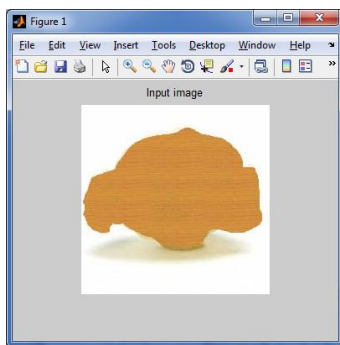 Figure 1
File Edit View Insert Tools Desktop Window Help
Input image